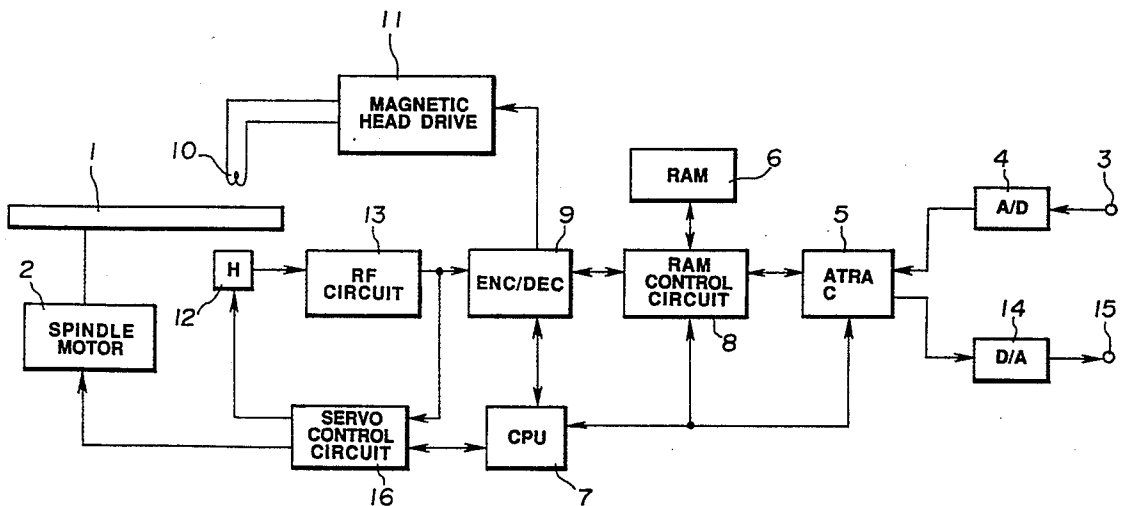 11
MAGNETIC
HEAD DRIVE
10
1
6
RAM
4
3
A/D
13
9
5
2
H
RF
CIRCUIT
ENC/DEC
RAM
CONTROL
CIRCUIT
ATRA
C
12
8
14
15
SPINDLE
MOTOR
D/A
SERVO
CONTROL
CIRCUIT
CPU
16
7